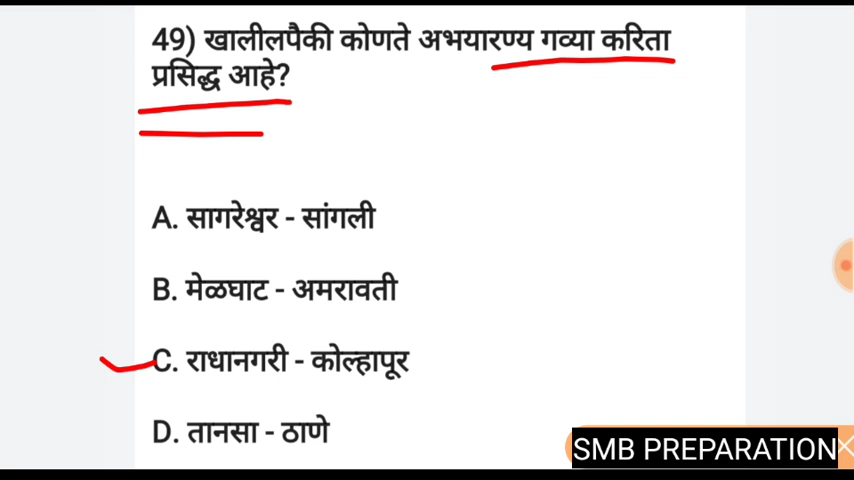 49) खालीलपैकी कोणते अभयारण्य गव्या करिता
प्रसिद्ध आहे?
A. सागरेश्वर - सांगली
B. मेळघाट - अमरावती
C. राधानगरी - कोल्हापूर
D. तानसा - ठाणे
SMB PREPARATION